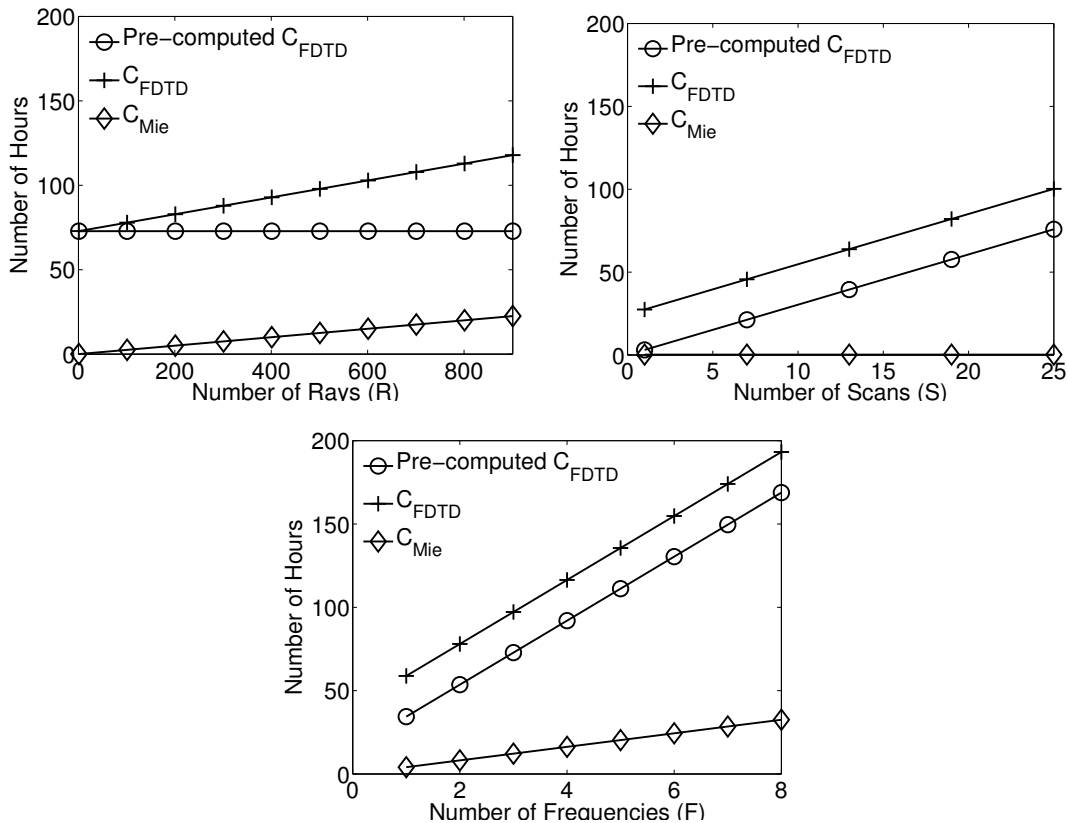 200
150
100
50
0
Number of Hours
Pre−computed C_FDTD
C_FDTD
C_Mie
0 200 400 600 800
Number of Rays (R)
200
150
100
50
0
Number of Hours
Pre−computed C_FDTD
C_FDTD
C_Mie
0 5 10 15 20 25
Number of Scans (S)
200
150
100
50
0
Number of Hours
Pre−computed C_FDTD
C_FDTD
C_Mie
2 4 6 8
Number of Frequencies (F)